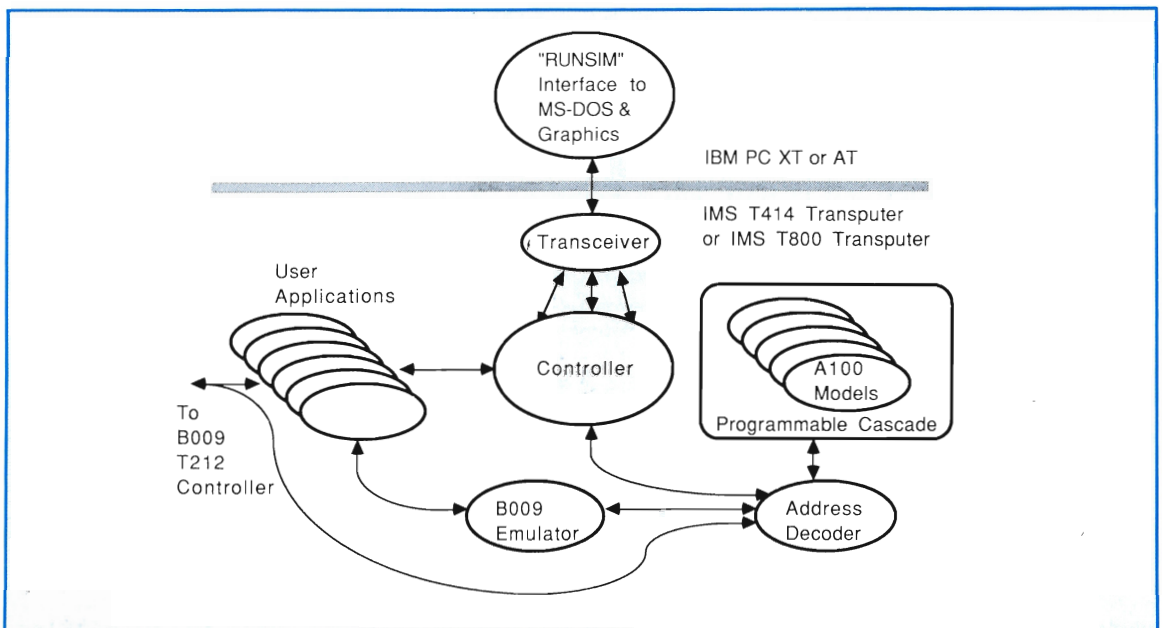 "RUNSIM"
Interface to
MS-DOS &
Graphics
IBM PC XT or AT
IMS T414 Transputer
or IMS T800 Transputer
Transceiver
User
Applications
Controller
A100
Models
Programmable Cascade
To
B009
T212
Controller
B009
Emulator
Address
Decoder